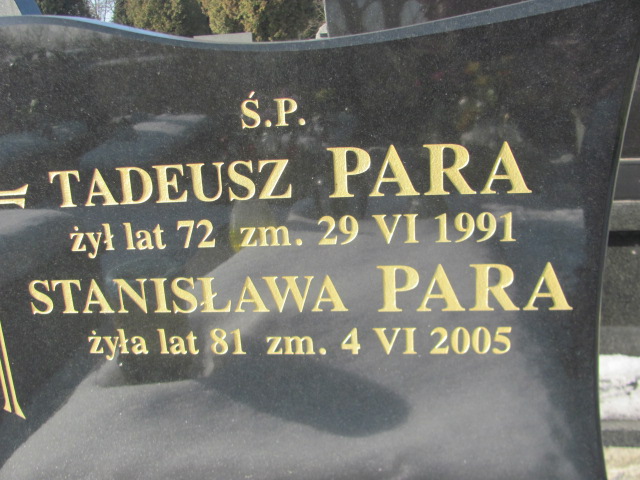 Ś.P.
TADEUSZ PARA
żył lat 72 zm. 29 VI 1991
STANISŁAWA PARA
żyła lat 81 zm. 4 VI 2005